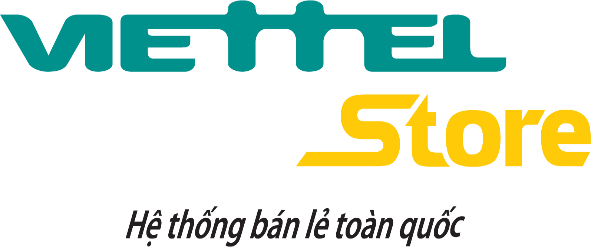 VIETTEL
Store
Hệ thống bán lẻ toàn quốc